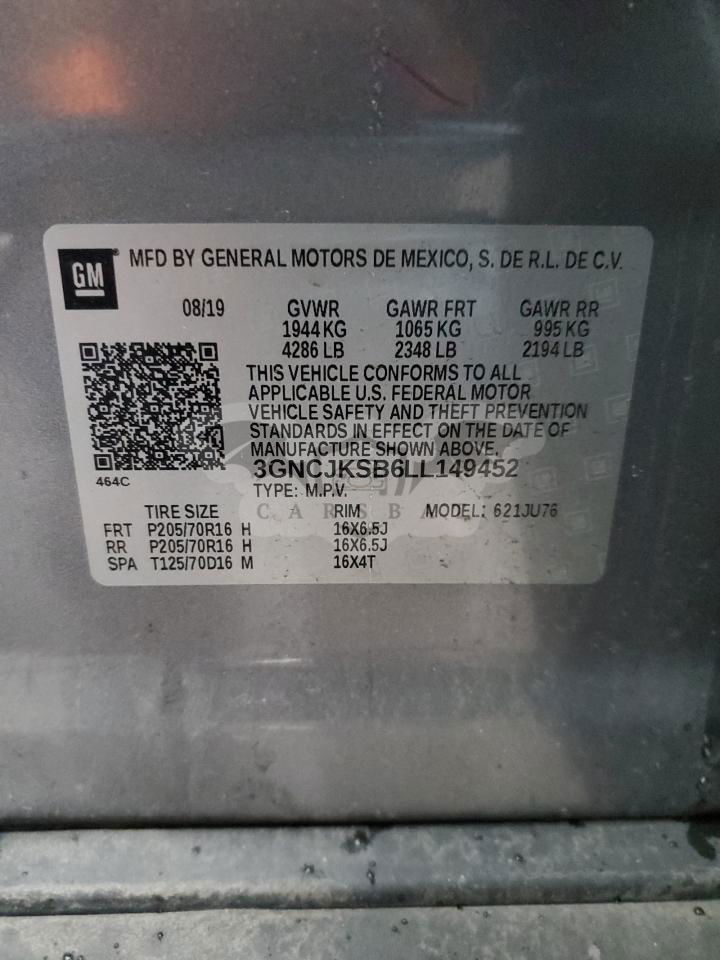 GM
MFD BY GENERAL MOTORS DE MEXICO, S. DE R.L. DE C.V.
08/19 GVWR GAWR FRT GAWR RR
1944 KG 1065 KG 995 KG
4286 LB 2348 LB 2194 LB
THIS VEHICLE CONFORMS TO ALL
APPLICABLE U.S. FEDERAL MOTOR
VEHICLE SAFETY AND THEFT PREVENTION
STANDARDS IN EFFECT ON THE DATE OF
MANUFACTURE SHOWN ABOVE.
3GNCJKSB6LL149452
464C
TYPE: M.P.V.
TIRE SIZE RIM MODEL: 621JU76
FRT P205/70R16 H 16X6.5J
RR P205/70R16 H 16X6.5J
SPA T125/70D16 M 16X4T